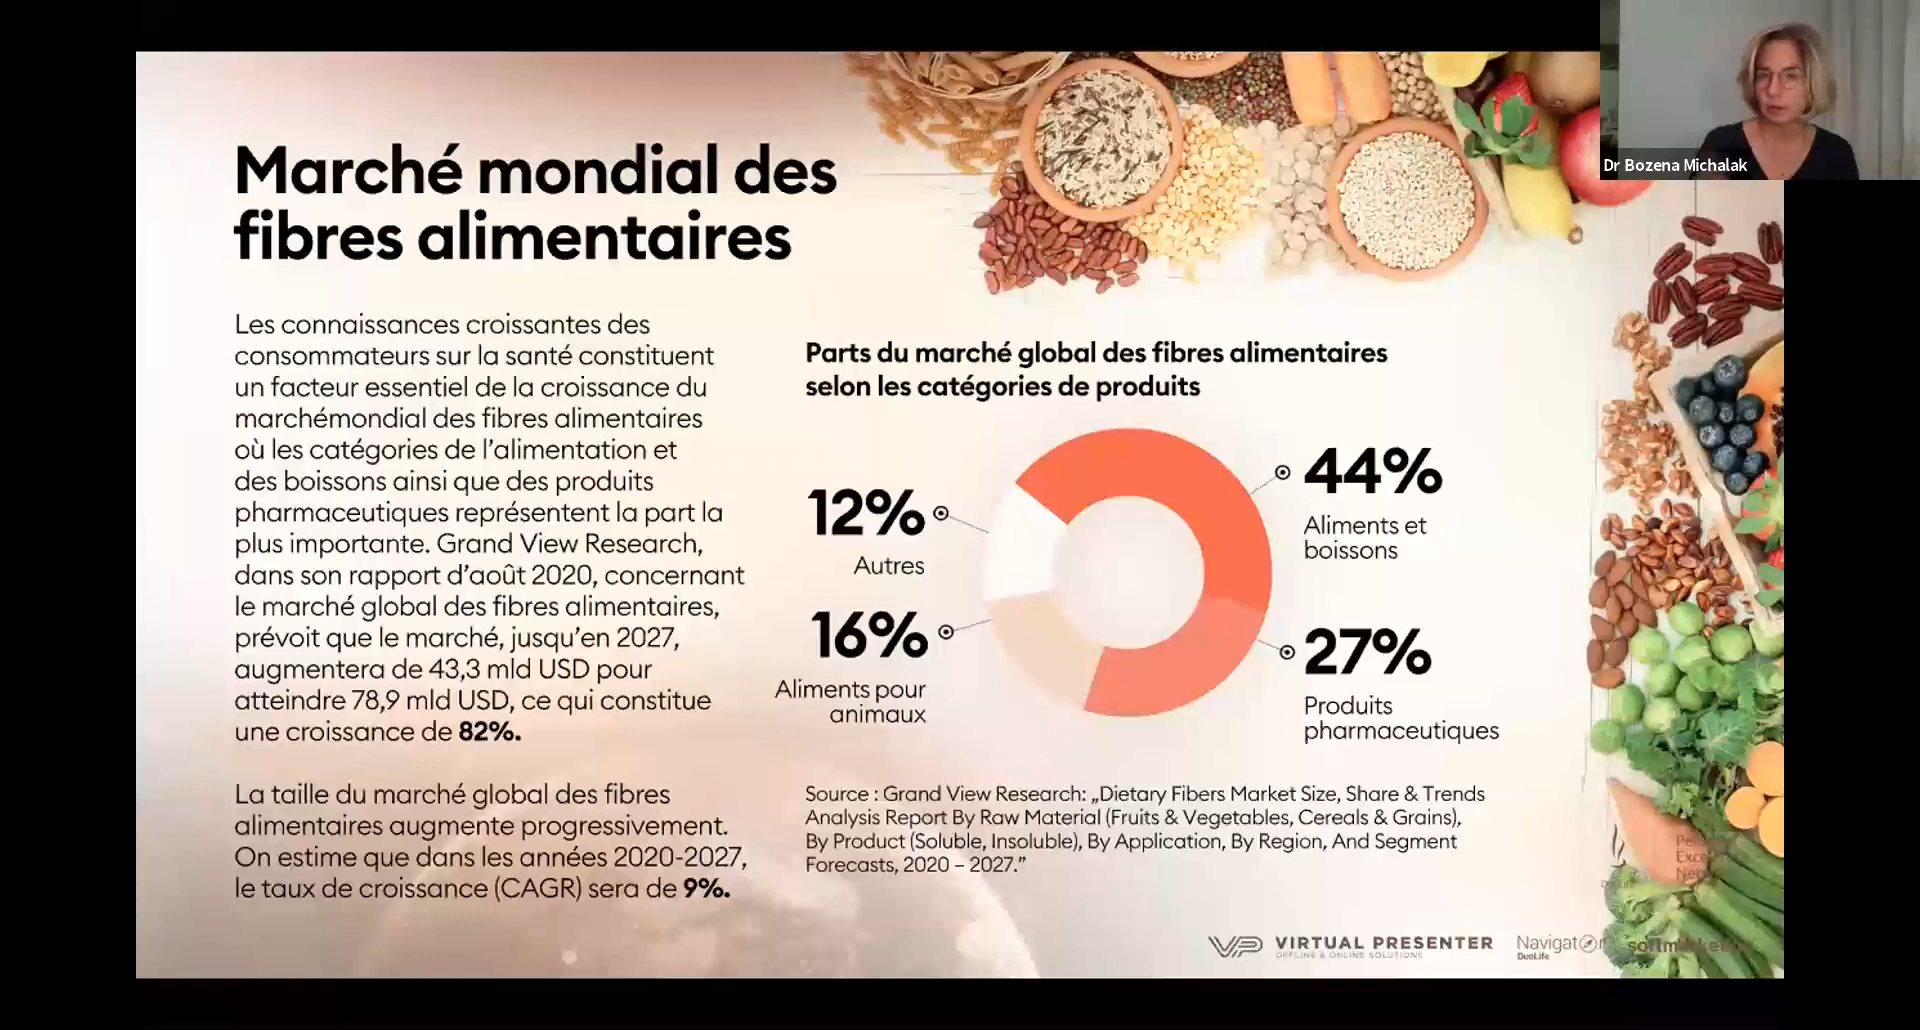 Dr Bozena Michalak
Marché mondial des
fibres alimentaires
Les connaissances croissantes des
consommateurs sur la santé constituent
un facteur essentiel de la croissance du
marchémondial des fibres alimentaires
où les catégories de l'alimentation et
des boissons ainsi que des produits
pharmaceutiques représentent la part la
plus importante. Grand View Research,
dans son rapport d'août 2020, concernant
le marché global des fibres alimentaires,
prévoit que le marché, jusqu'en 2027,
augmentera de 43,3 mld USD pour
atteindre 78,9 mld USD, ce qui constitue
une croissance de 82%.
La taille du marché global des fibres
alimentaires augmente progressivement.
On estime que dans les années 2020-2027,
le taux de croissance (CAGR) sera de 9%.
Parts du marché global des fibres alimentaires
selon les catégories de produits
44%
Aliments et
boissons
12%
Autres
16%
Aliments pour
animaux
27%
Produits
pharmaceutiques
Source : Grand View Research: „Dietary Fibers Market Size, Share & Trends
Analysis Report By Raw Material (Fruits & Vegetables, Cereals & Grains),
By Product (Soluble, Insoluble), By Application, By Region, And Segment
Forecasts, 2020 – 2027.”
VP VIRTUAL PRESENTER
OFFLINE & ONLINE SOLUTIONS
DuoLife